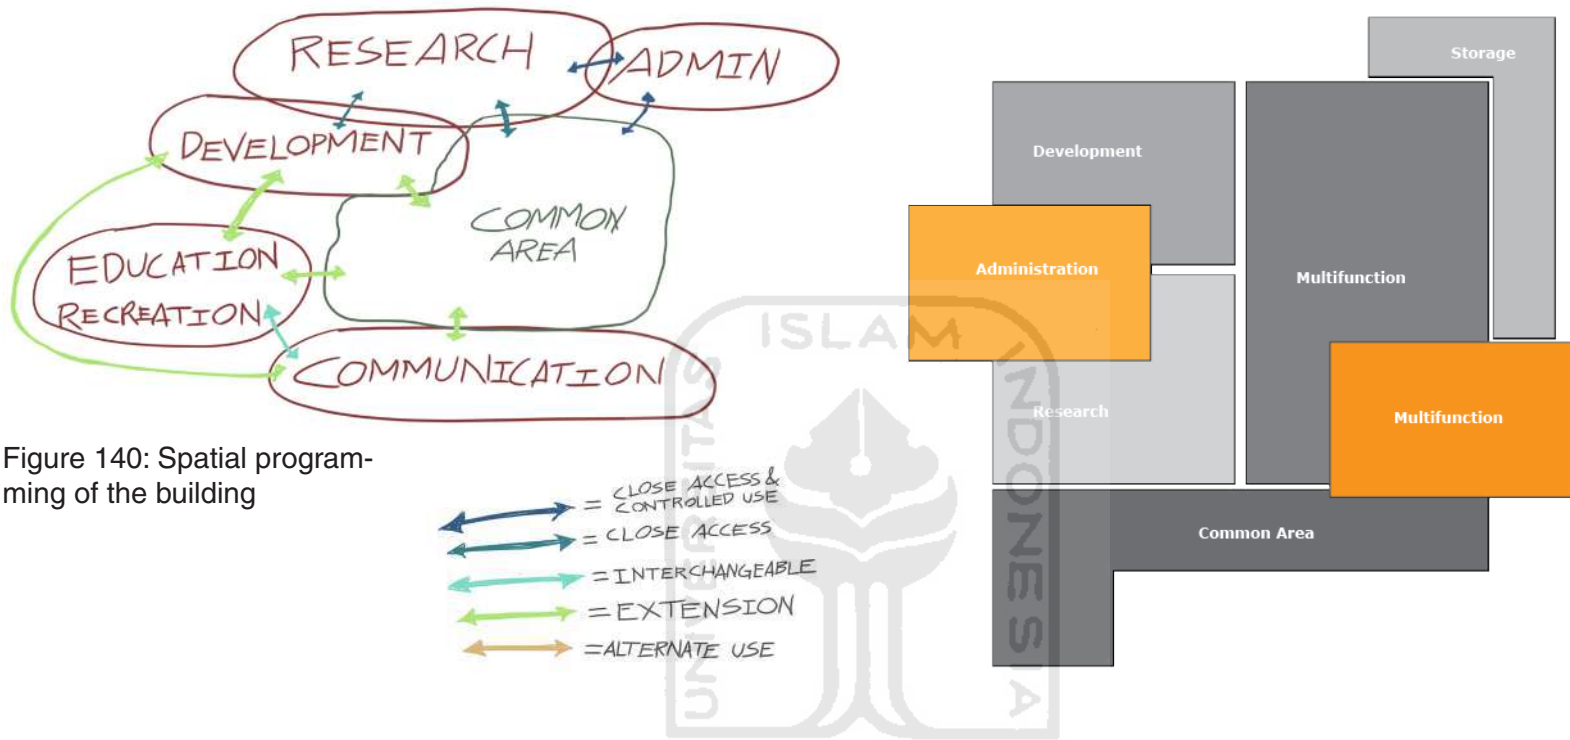 RESEARCH
ADMIN
DEVELOPMENT
COMMON
AREA
EDUCATION
RECREATION
COMMUNICATION
Figure 140: Spatial program-
ming of the building
= CLOSE ACCESS &
CONTROLLED USE
= CLOSE ACCESS
= INTERCHANGEABLE
= EXTENSION
= ALTERNATE USE
Storage
Development
Administration
Multifunction
Research
Multifunction
Common Area
UNIVERSITAS
ISLAM
INDONESIA